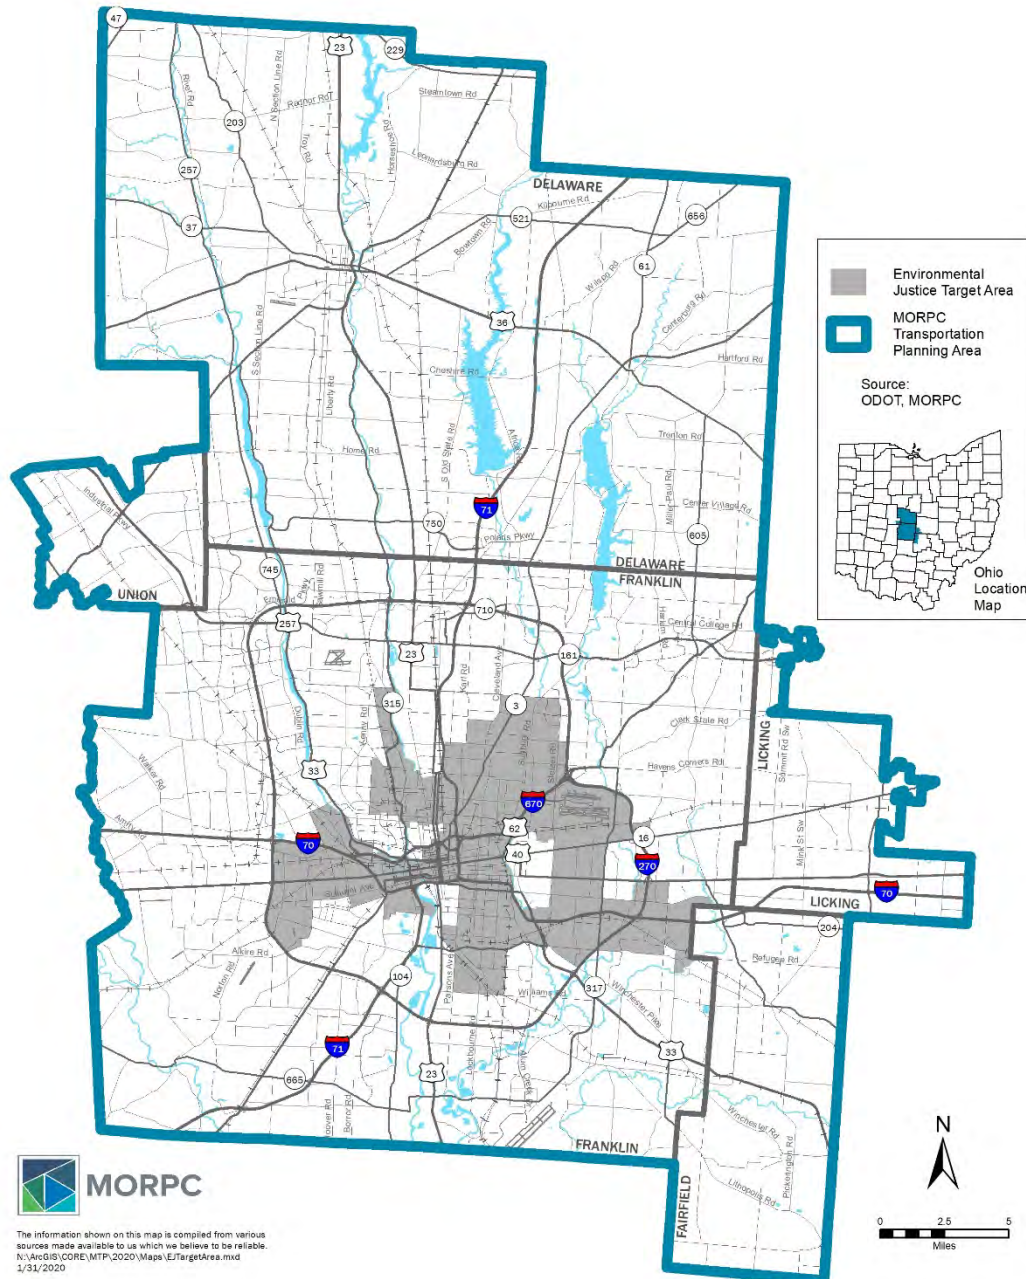 47
23
229
N Section Line Rd
Radnor Rd
Steamtown Rd
River Rd
203
Troy Rd
Horseshoe Rd
Leonardsburg Rd
257
DELAWARE
Kilbourne Rd
37
521
656
Bowtown Rd
61
Wilson Rd
Centerburg Rd
36
S Section Line Rd
Cheshire Rd
Hartford Rd
Liberty Rd
Africa Rd
S Old State Rd
Trenton Rd
Home Rd
Miller Paul Rd
Industrial Pkwy
71
Center Village Rd
750
Polaris Pkwy
605
745
DELAWARE
FRANKLIN
Sawmill Rd
UNION
Emerald Pkwy
710
Central College Rd
257
Harlem Rd
23
161
Karl Rd
Cleveland Ave
315
3
Dublin Rd
Kenny Rd
Clark State Rd
LICKING
Summit Rd Sw
Sunbury Rd
Stelzer Rd
Walker Rd
33
Havens Corners Rd
670
Amity Rd
70
62
16
Mink St Sw
40
270
Sullivant Ave
70
LICKING
204
Alkire Rd
Norton Rd
Parsons Ave
104
Refugee Rd
Williams Rd
317
Winchester Pike
71
Lockbourne Rd
33
665
23
Hoover Rd
Borror Rd
Winchester Rd
FRANKLIN
Pickerington Rd
FAIRFIELD
Lithopolis Rd
Environmental
Justice Target Area
MORPC
Transportation
Planning Area
Source:
ODOT, MORPC
Ohio
Location
Map
N
0 2.5 5
Miles
MORPC
The information shown on this map is compiled from various
sources made available to us which we believe to be reliable.
N:\ArcGIS\CORE\MTP\2020\Maps\EJTargetArea.mxd
1/31/2020